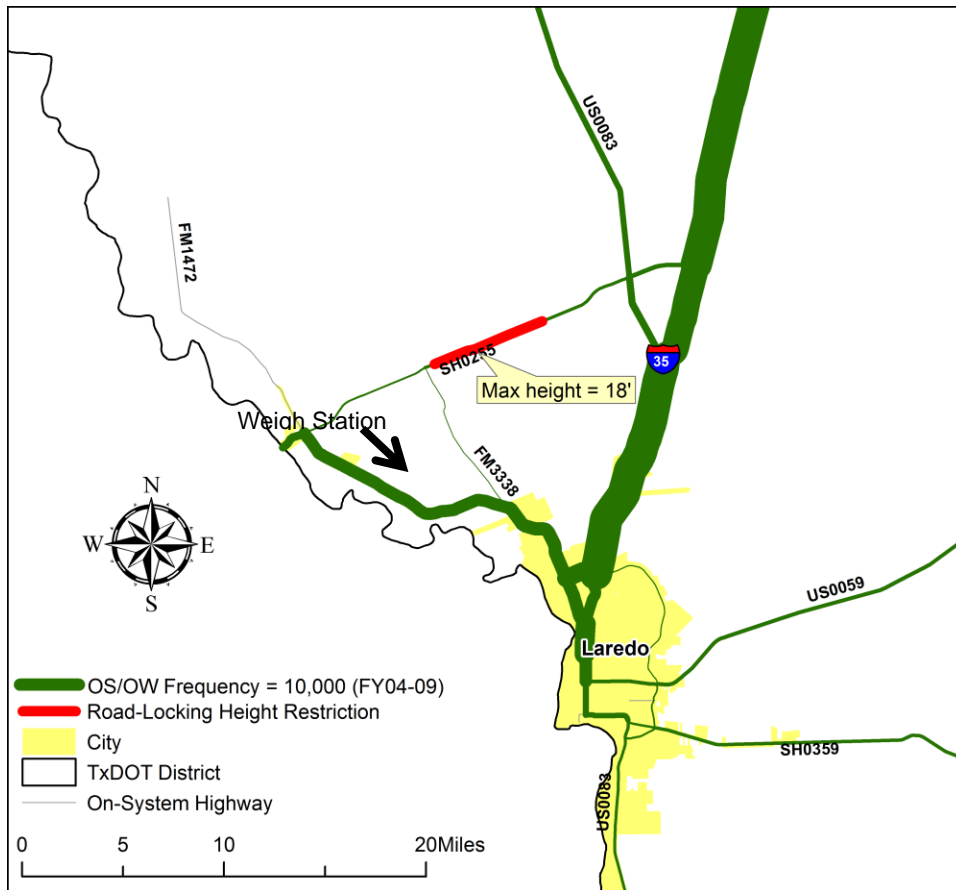 US0083
FM1472
35
SH0255
Max height = 18'
Weigh Station
FM3338
N
W E
S
US0059
Laredo
OS/OW Frequency = 10,000 (FY04-09)
Road-Locking Height Restriction
City
TxDOT District
On-System Highway
SH0359
US0083
0 5 10 20Miles